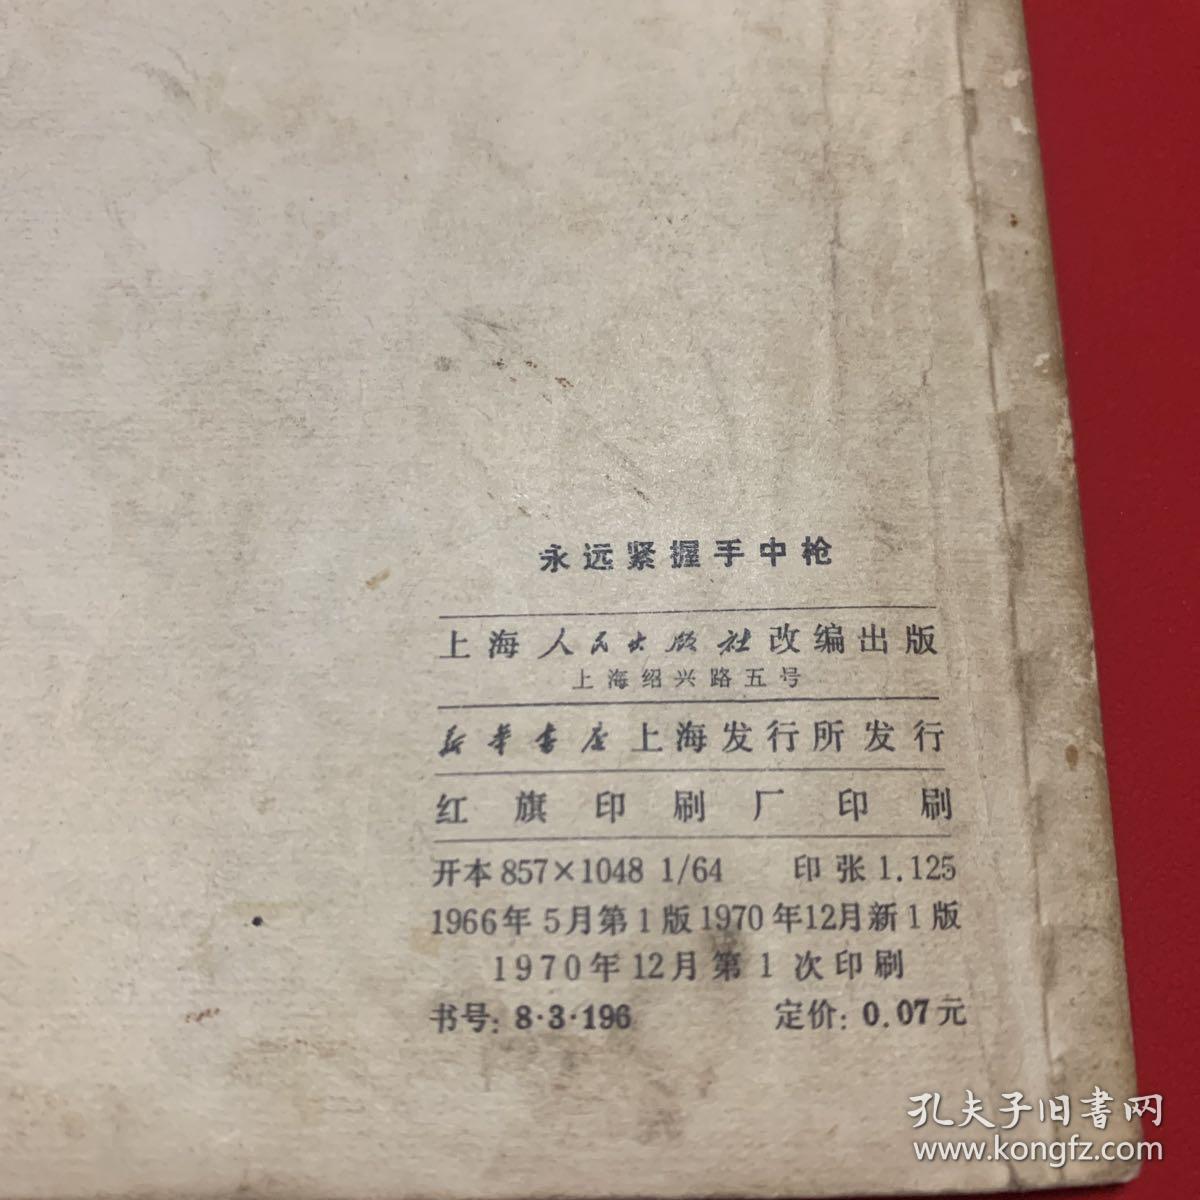 永远紧握手中枪
上海人民出版社改编出版
上海绍兴路五号
新华书店上海发行所发行
红旗印刷厂印刷
开本 857×1048 1/64 印张 1.125
1966年5月第1版 1970年12月新1版
1970年12月第1次印刷
书号: 8·3·196 定价: 0.07元
孔夫子旧書网
www.kongfz.com